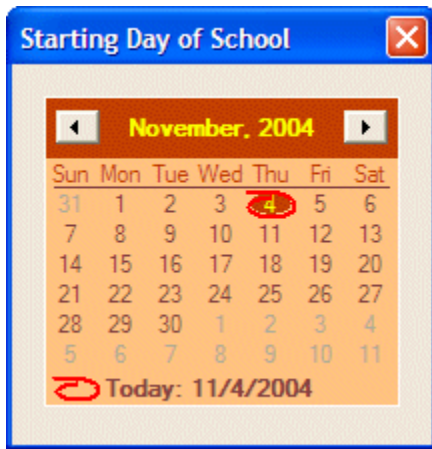 Starting Day of School
November, 2004
Sun Mon Tue Wed Thu Fri Sat
31 1 2 3 4 5 6
7 8 9 10 11 12 13
14 15 16 17 18 19 20
21 22 23 24 25 26 27
28 29 30 1 2 3 4
5 6 7 8 9 10 11
Today: 11/4/2004